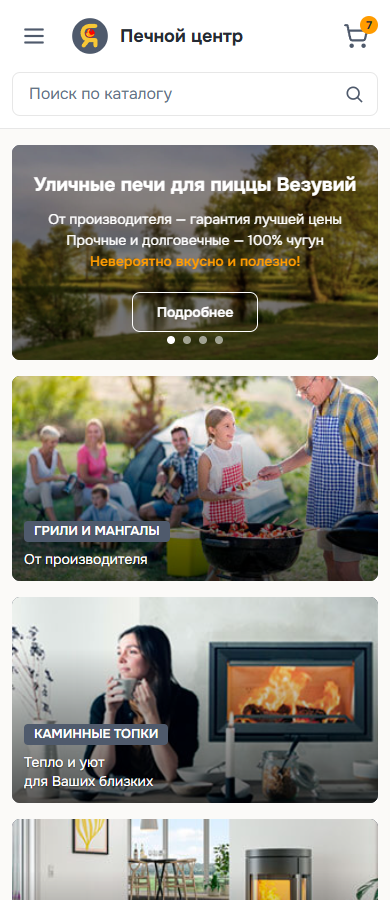 Печной центр
7
Поиск по каталогу
Уличные печи для пиццы Везувий
От производителя — гарантия лучшей цены
Прочные и долговечные — 100% чугун
Невероятно вкусно и полезно!
Подробнее
ГРИЛИ И МАНГАЛЫ
От производителя
КАМИННЫЕ ТОПКИ
Тепло и уют
для Ваших близких